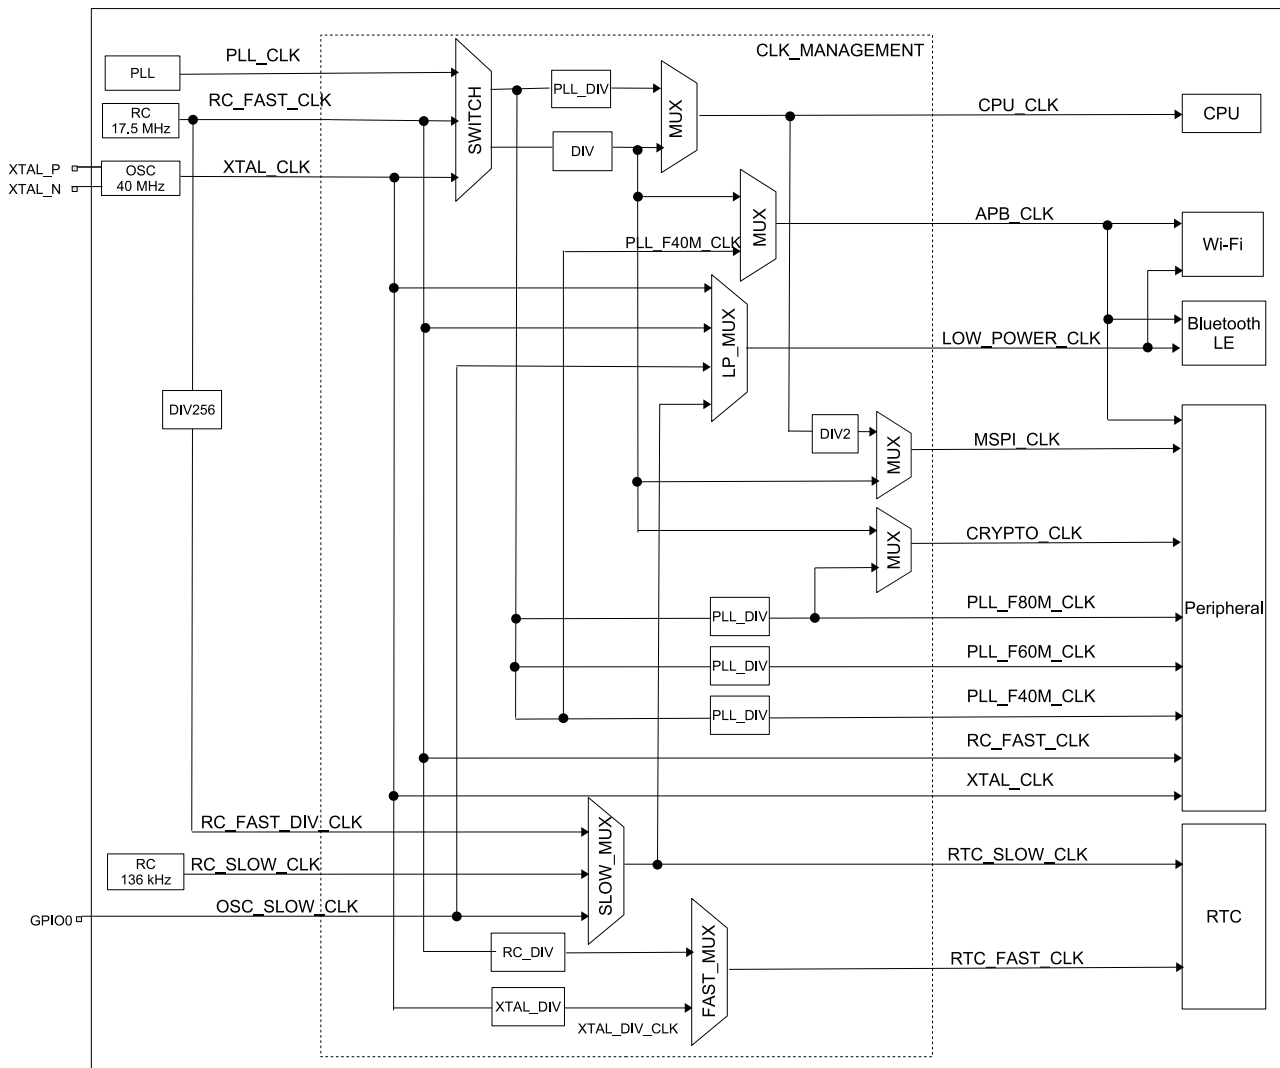 CLK_MANAGEMENT
PLL
PLL_CLK
RC
17.5 MHz
RC_FAST_CLK
XTAL_P
XTAL_N
OSC
40 MHz
XTAL_CLK
SWITCH
PLL_DIV
DIV
MUX
CPU_CLK
CPU
PLL_F40M_CLK
MUX
APB_CLK
Wi-Fi
LP_MUX
LOW_POWER_CLK
Bluetooth
LE
DIV256
DIV2
MUX
MSPI_CLK
MUX
CRYPTO_CLK
PLL_DIV
PLL_F80M_CLK
Peripheral
PLL_DIV
PLL_F60M_CLK
PLL_DIV
PLL_F40M_CLK
RC_FAST_CLK
XTAL_CLK
RC_FAST_DIV_CLK
RC
136 kHz
RC_SLOW_CLK
GPIO0
OSC_SLOW_CLK
SLOW_MUX
RTC_SLOW_CLK
RTC
RC_DIV
XTAL_DIV
XTAL_DIV_CLK
FAST_MUX
RTC_FAST_CLK